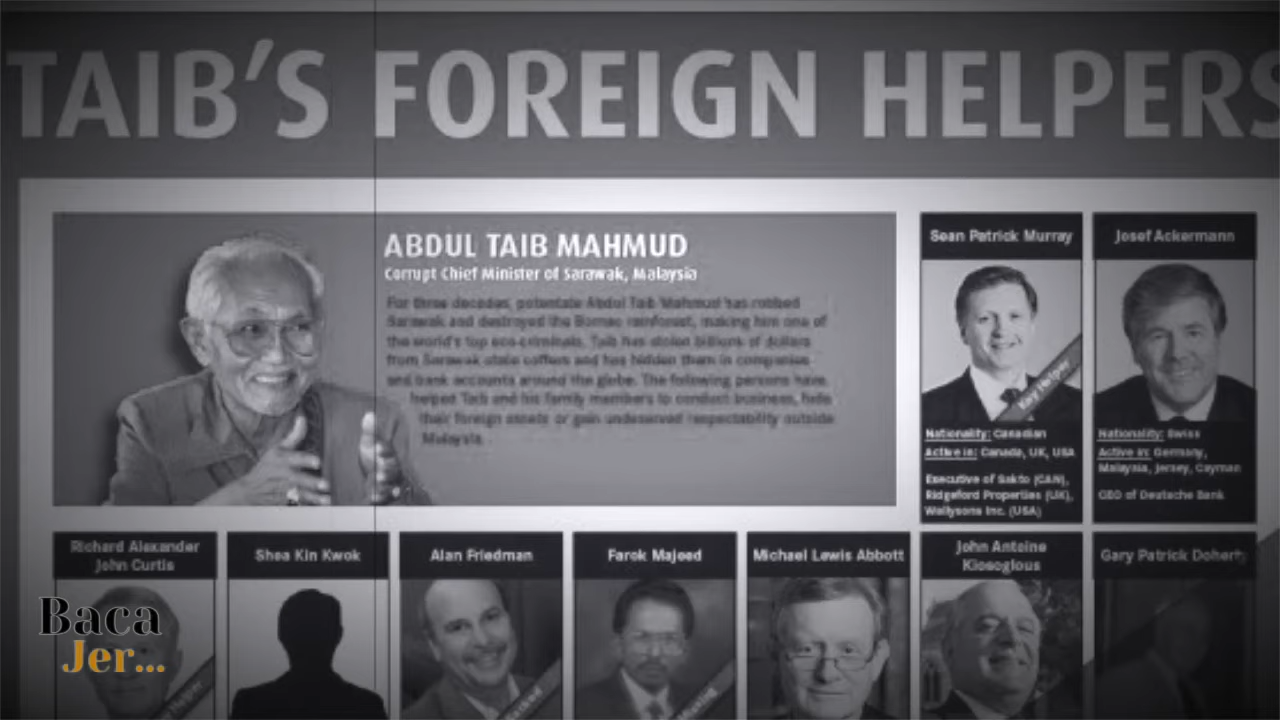 TAIB'S FOREIGN HELPERS
ABDUL TAIB MAHMUD
Corrupt Chief Minister of Sarawak, Malaysia
For three decades, potentate Abdul Taib Mahmud has robbed
Sarawak and destroyed the Borneo rainforest, making him one of
the world's top eco-criminals. Taib has stolen billions of dollars
from Sarawak state coffers and has hidden them in companies
and bank accounts around the globe. The following persons have
helped Taib and his family members to conduct business, hide
their foreign assets or gain undeserved respectability outside
Malaysia.
Sean Patrick Murray
Key Helper
Nationality: Canadian
Active in: Canada, UK, USA
Executive of Sakto (CAN),
Ridgeford Properties (UK),
Wallysons Inc. (USA)
Josef Ackermann
Nationality: Swiss
Active in: Germany,
Malaysia, Jersey, Cayman
CEO of Deutsche Bank
Richard Alexander
John Curtis
Shea Kin Kwok
Alan Friedman
Farok Majeed
Michael Lewis Abbott
John Antoine
Kiosoglous
Gary Patrick Doherty
Baca
Jer...